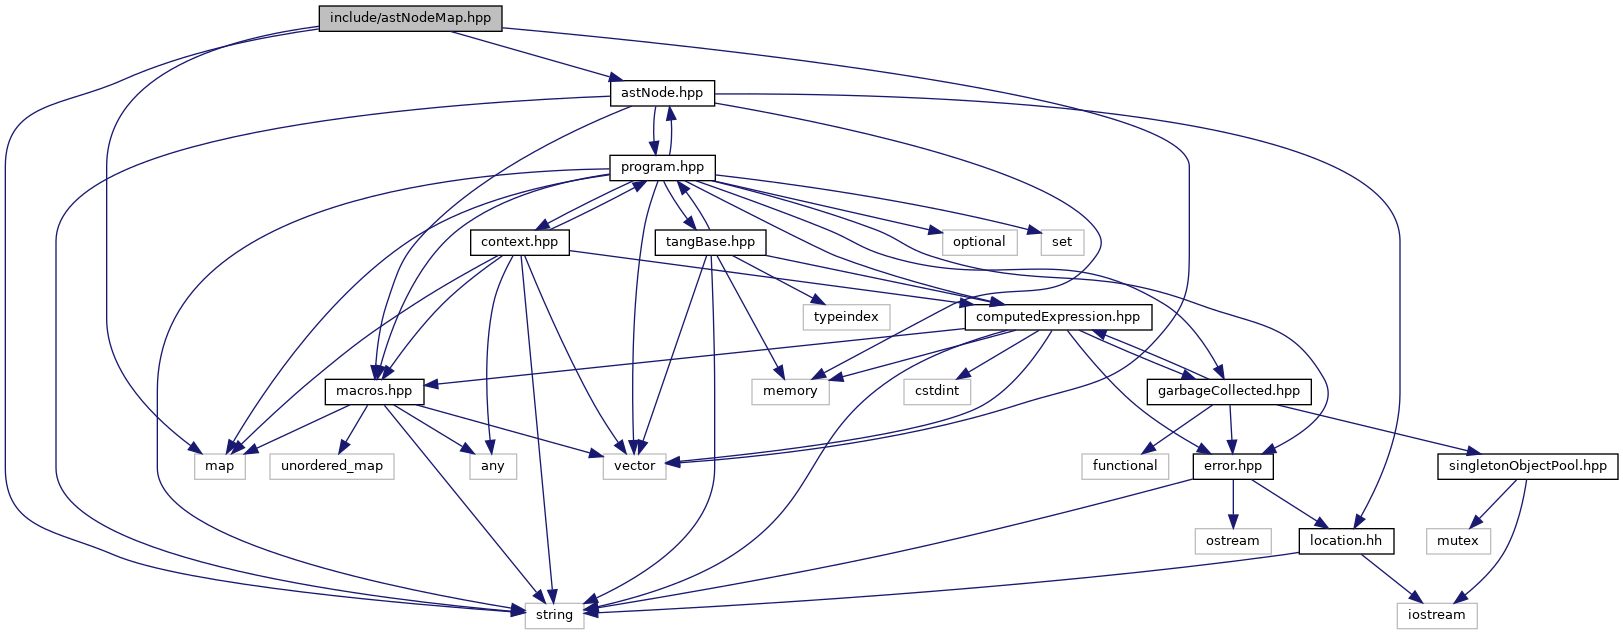 include/astNodeMap.hpp
astNode.hpp
program.hpp
context.hpp
tangBase.hpp
optional
set
typeindex
computedExpression.hpp
macros.hpp
memory
cstdint
garbageCollected.hpp
map
unordered_map
any
vector
functional
error.hpp
singletonObjectPool.hpp
ostream
location.hh
mutex
string
iostream